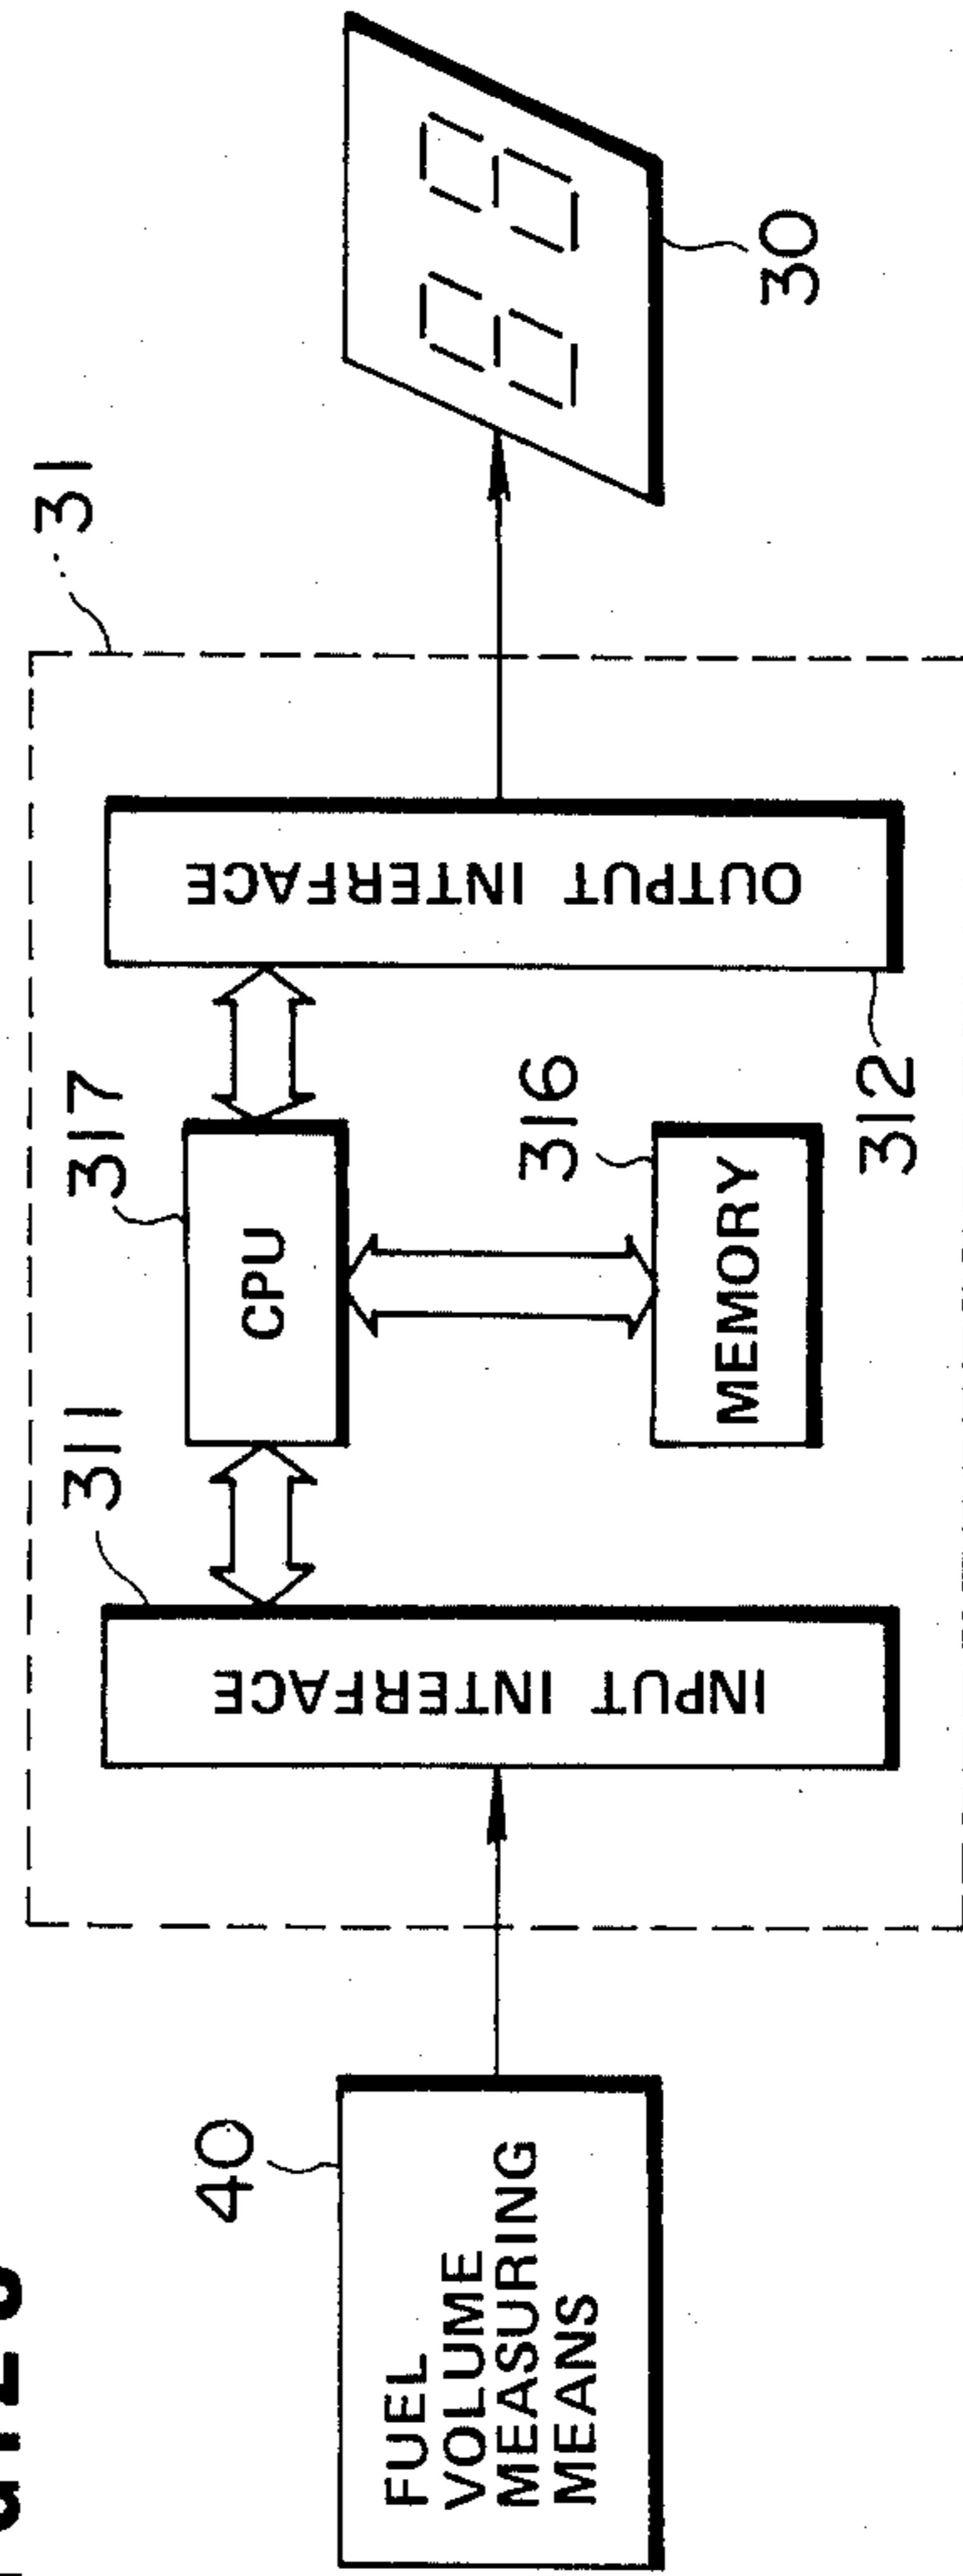 40
FUEL
VOLUME
MEASURING
MEANS
31
311
INPUT INTERFACE
317
CPU
316
MEMORY
312
OUTPUT INTERFACE
30